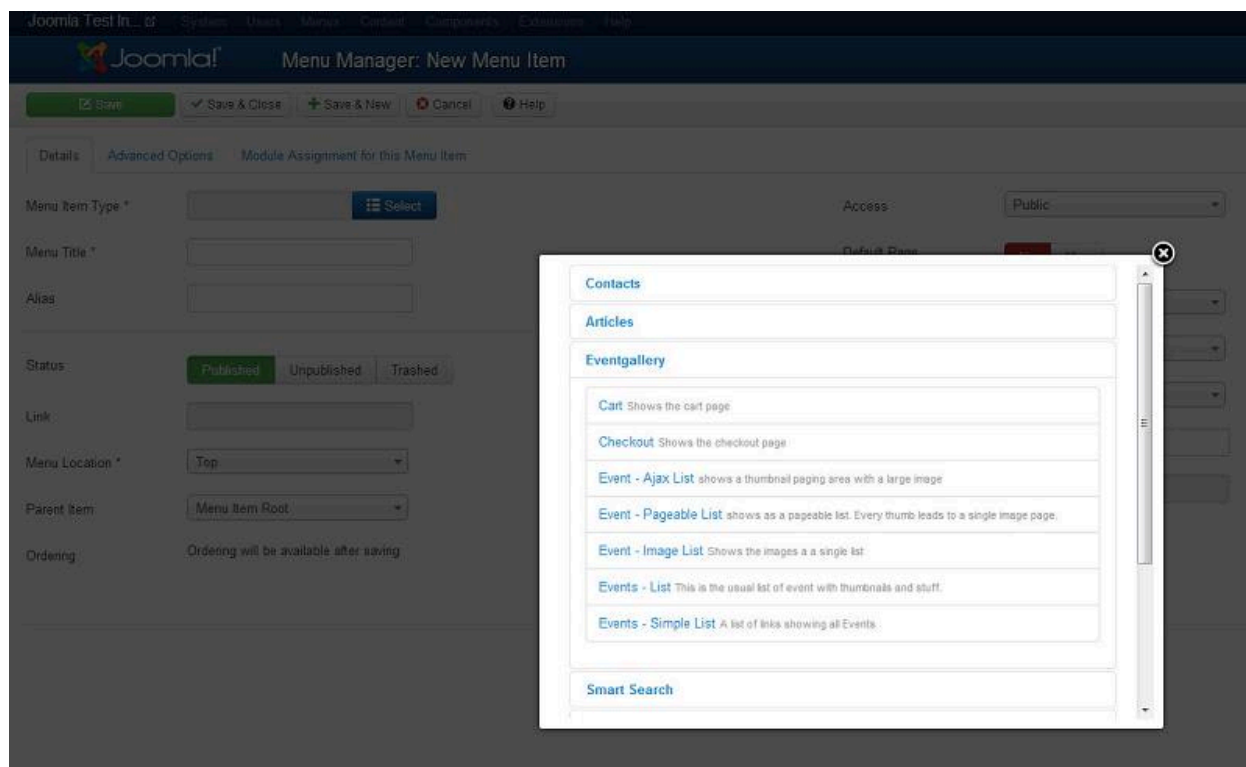 Joomla Test In... System Users Menus Content Components Extensions Help
Joomla! Menu Manager: New Menu Item
Save Save & Close Save & New Cancel Help
Details Advanced Options Module Assignment for this Menu Item
Menu Item Type * Select Access Public
Menu Title * Default Page
Alias
Status Published Unpublished Trashed
Link
Menu Location * Top
Parent Item Menu Item Root
Ordering Ordering will be available after saving
Contacts
Articles
Eventgallery
Cart Shows the cart page
Checkout Shows the checkout page
Event - Ajax List shows a thumbnail paging area with a large image
Event - Pageable List shows as a pageable list. Every thumb leads to a single image page.
Event - Image List Shows the images a a single list
Events - List This is the usual list of event with thumbnails and stuff.
Events - Simple List A list of links showing all Events
Smart Search